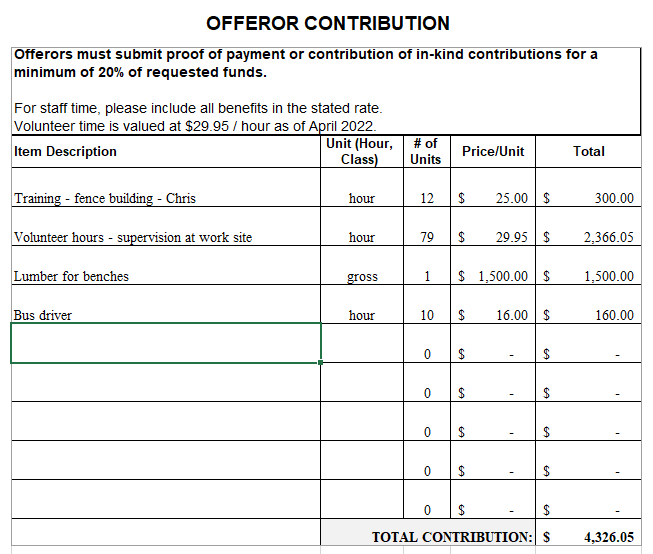 OFFEROR CONTRIBUTION
Offerors must submit proof of payment or contribution of in-kind contributions for a
minimum of 20% of requested funds.
For staff time, please include all benefits in the stated rate.
Volunteer time is valued at $29.95 / hour as of April 2022.
Item Description Unit (Hour, Class) # of Units Price/Unit Total
Training - fence building - Chris hour 12 $ 25.00 $ 300.00
Volunteer hours - supervision at work site hour 79 $ 29.95 $ 2,366.05
Lumber for benches gross 1 $ 1,500.00 $ 1,500.00
Bus driver hour 10 $ 16.00 $ 160.00
0 $ - $ -
0 $ - $ -
0 $ - $ -
0 $ - $ -
0 $ - $ -
TOTAL CONTRIBUTION: $ 4,326.05